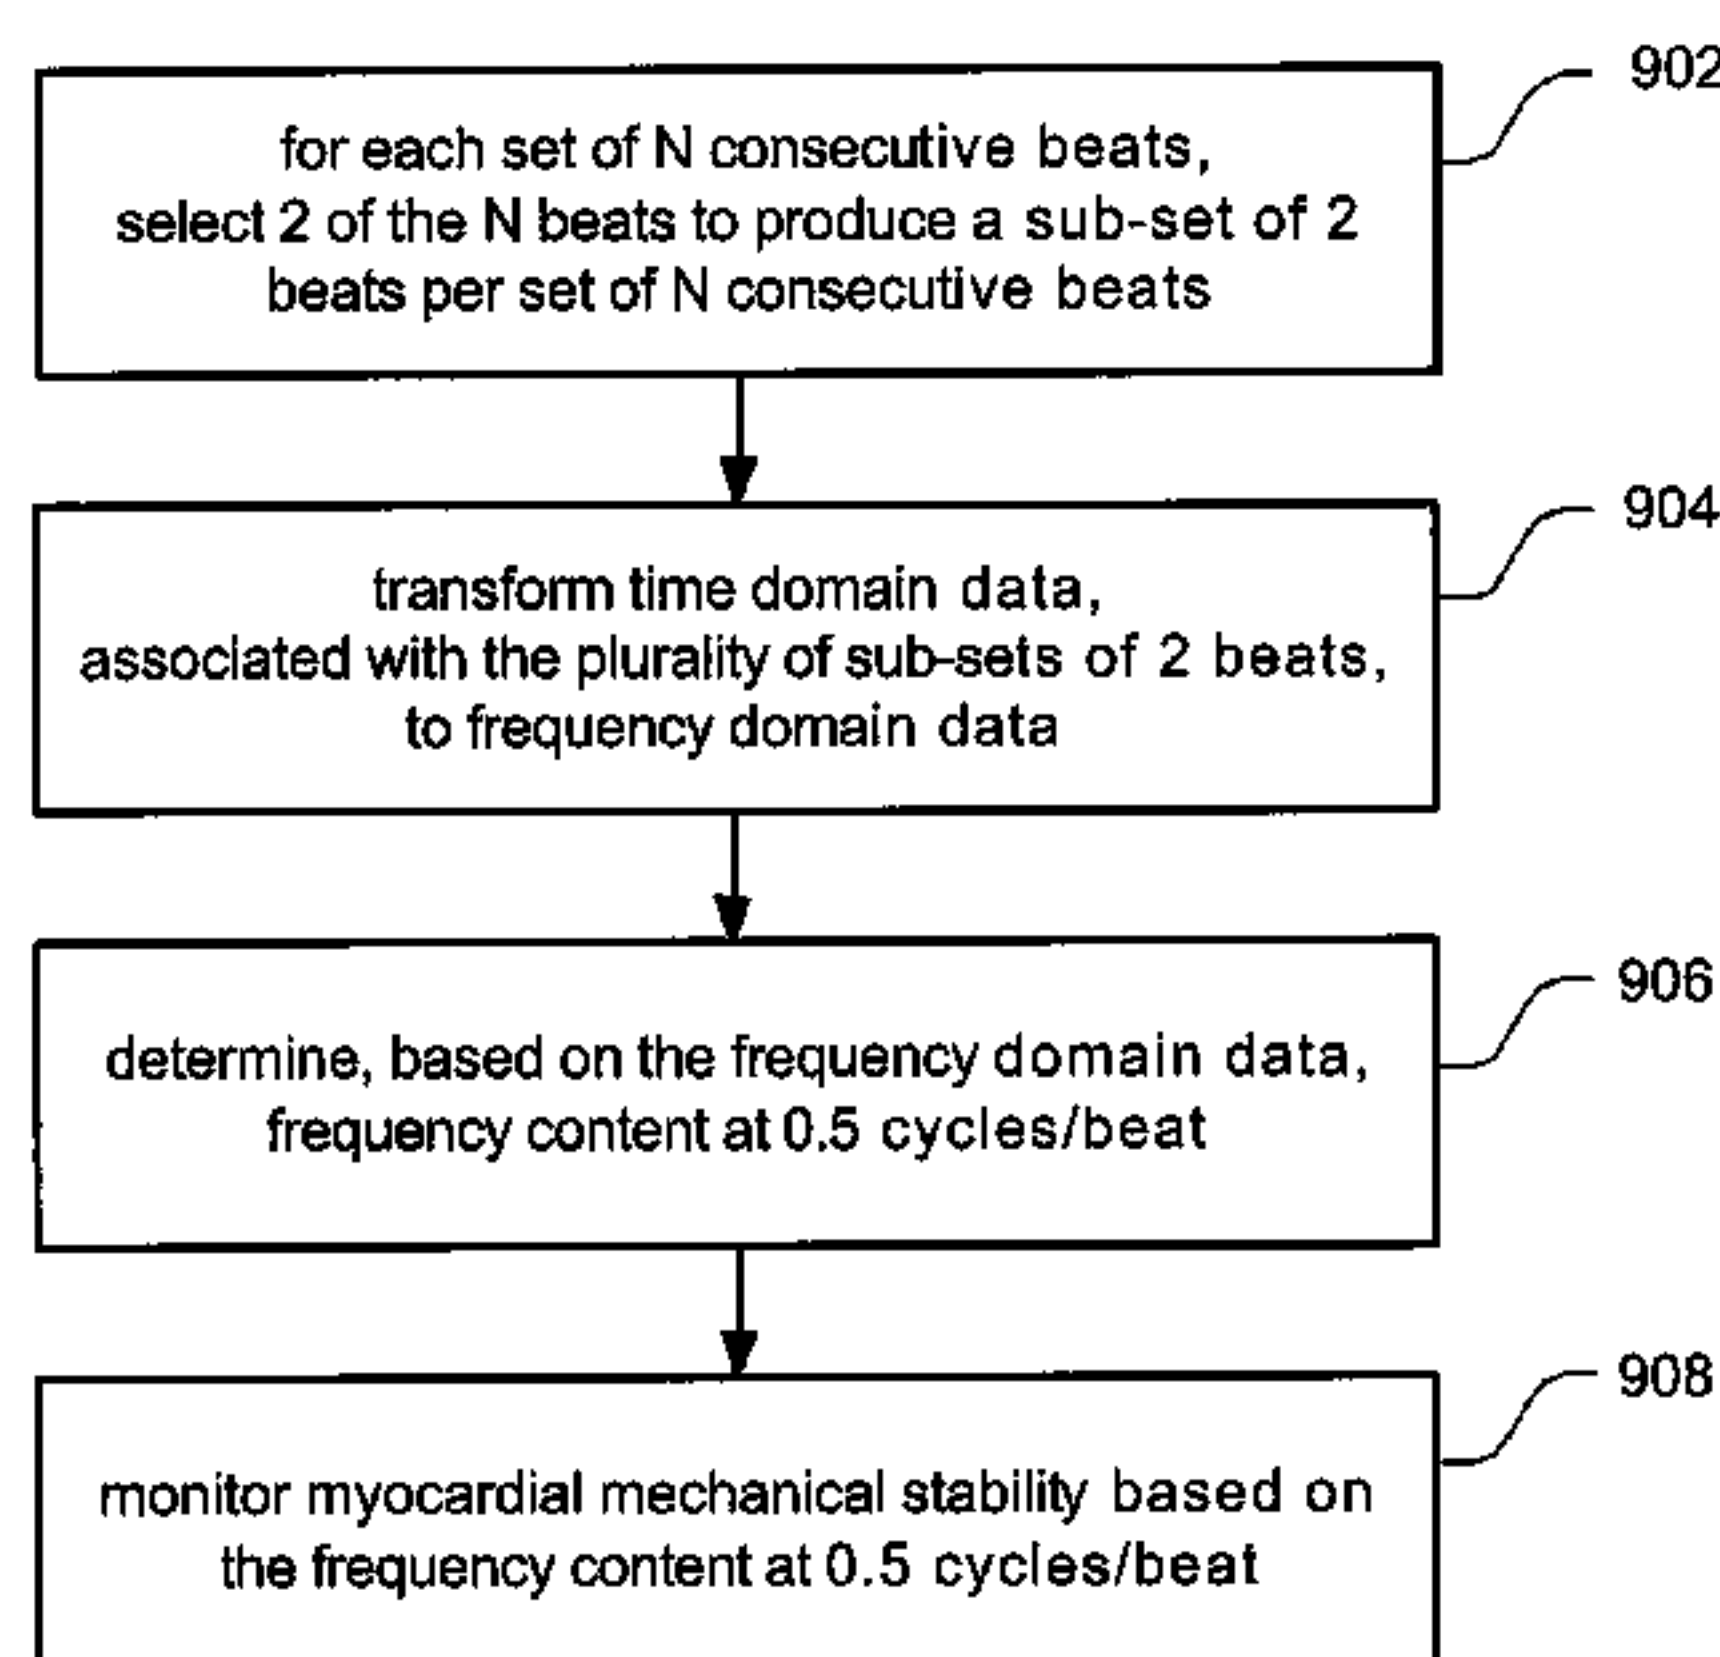 902
for each set of N consecutive beats,
select 2 of the N beats to produce a sub-set of 2
beats per set of N consecutive beats
904
transform time domain data,
associated with the plurality of sub-sets of 2 beats,
to frequency domain data
906
determine, based on the frequency domain data,
frequency content at 0.5 cycles/beat
908
monitor myocardial mechanical stability based on
the frequency content at 0.5 cycles/beat